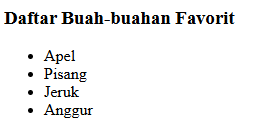 Daftar Buah-buahan Favorit
Apel
Pisang
Jeruk
Anggur